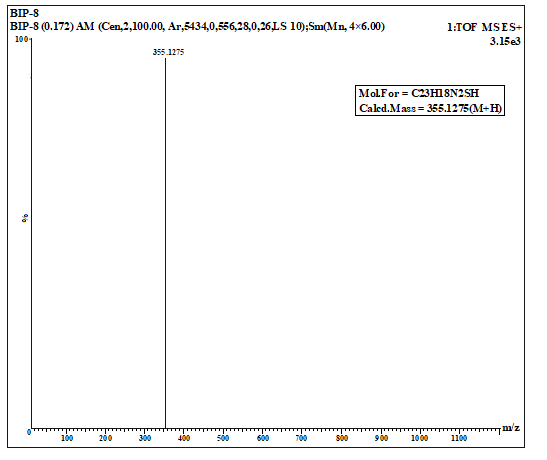 BIP-8
BIP-8 (0.172) AM (Cen,2,100.00, Ar,5434,0,556,28,0,26,LS 10);Sm(Mn, 4×6.00)
1:TOF MS ES+
3.15e3
100
355.1275
Mol.For = C23H18N2SH
Calcd.Mass = 355.1275(M+H)
%
0
100 200 300 400 500 600 700 800 900 1000 1100
m/z